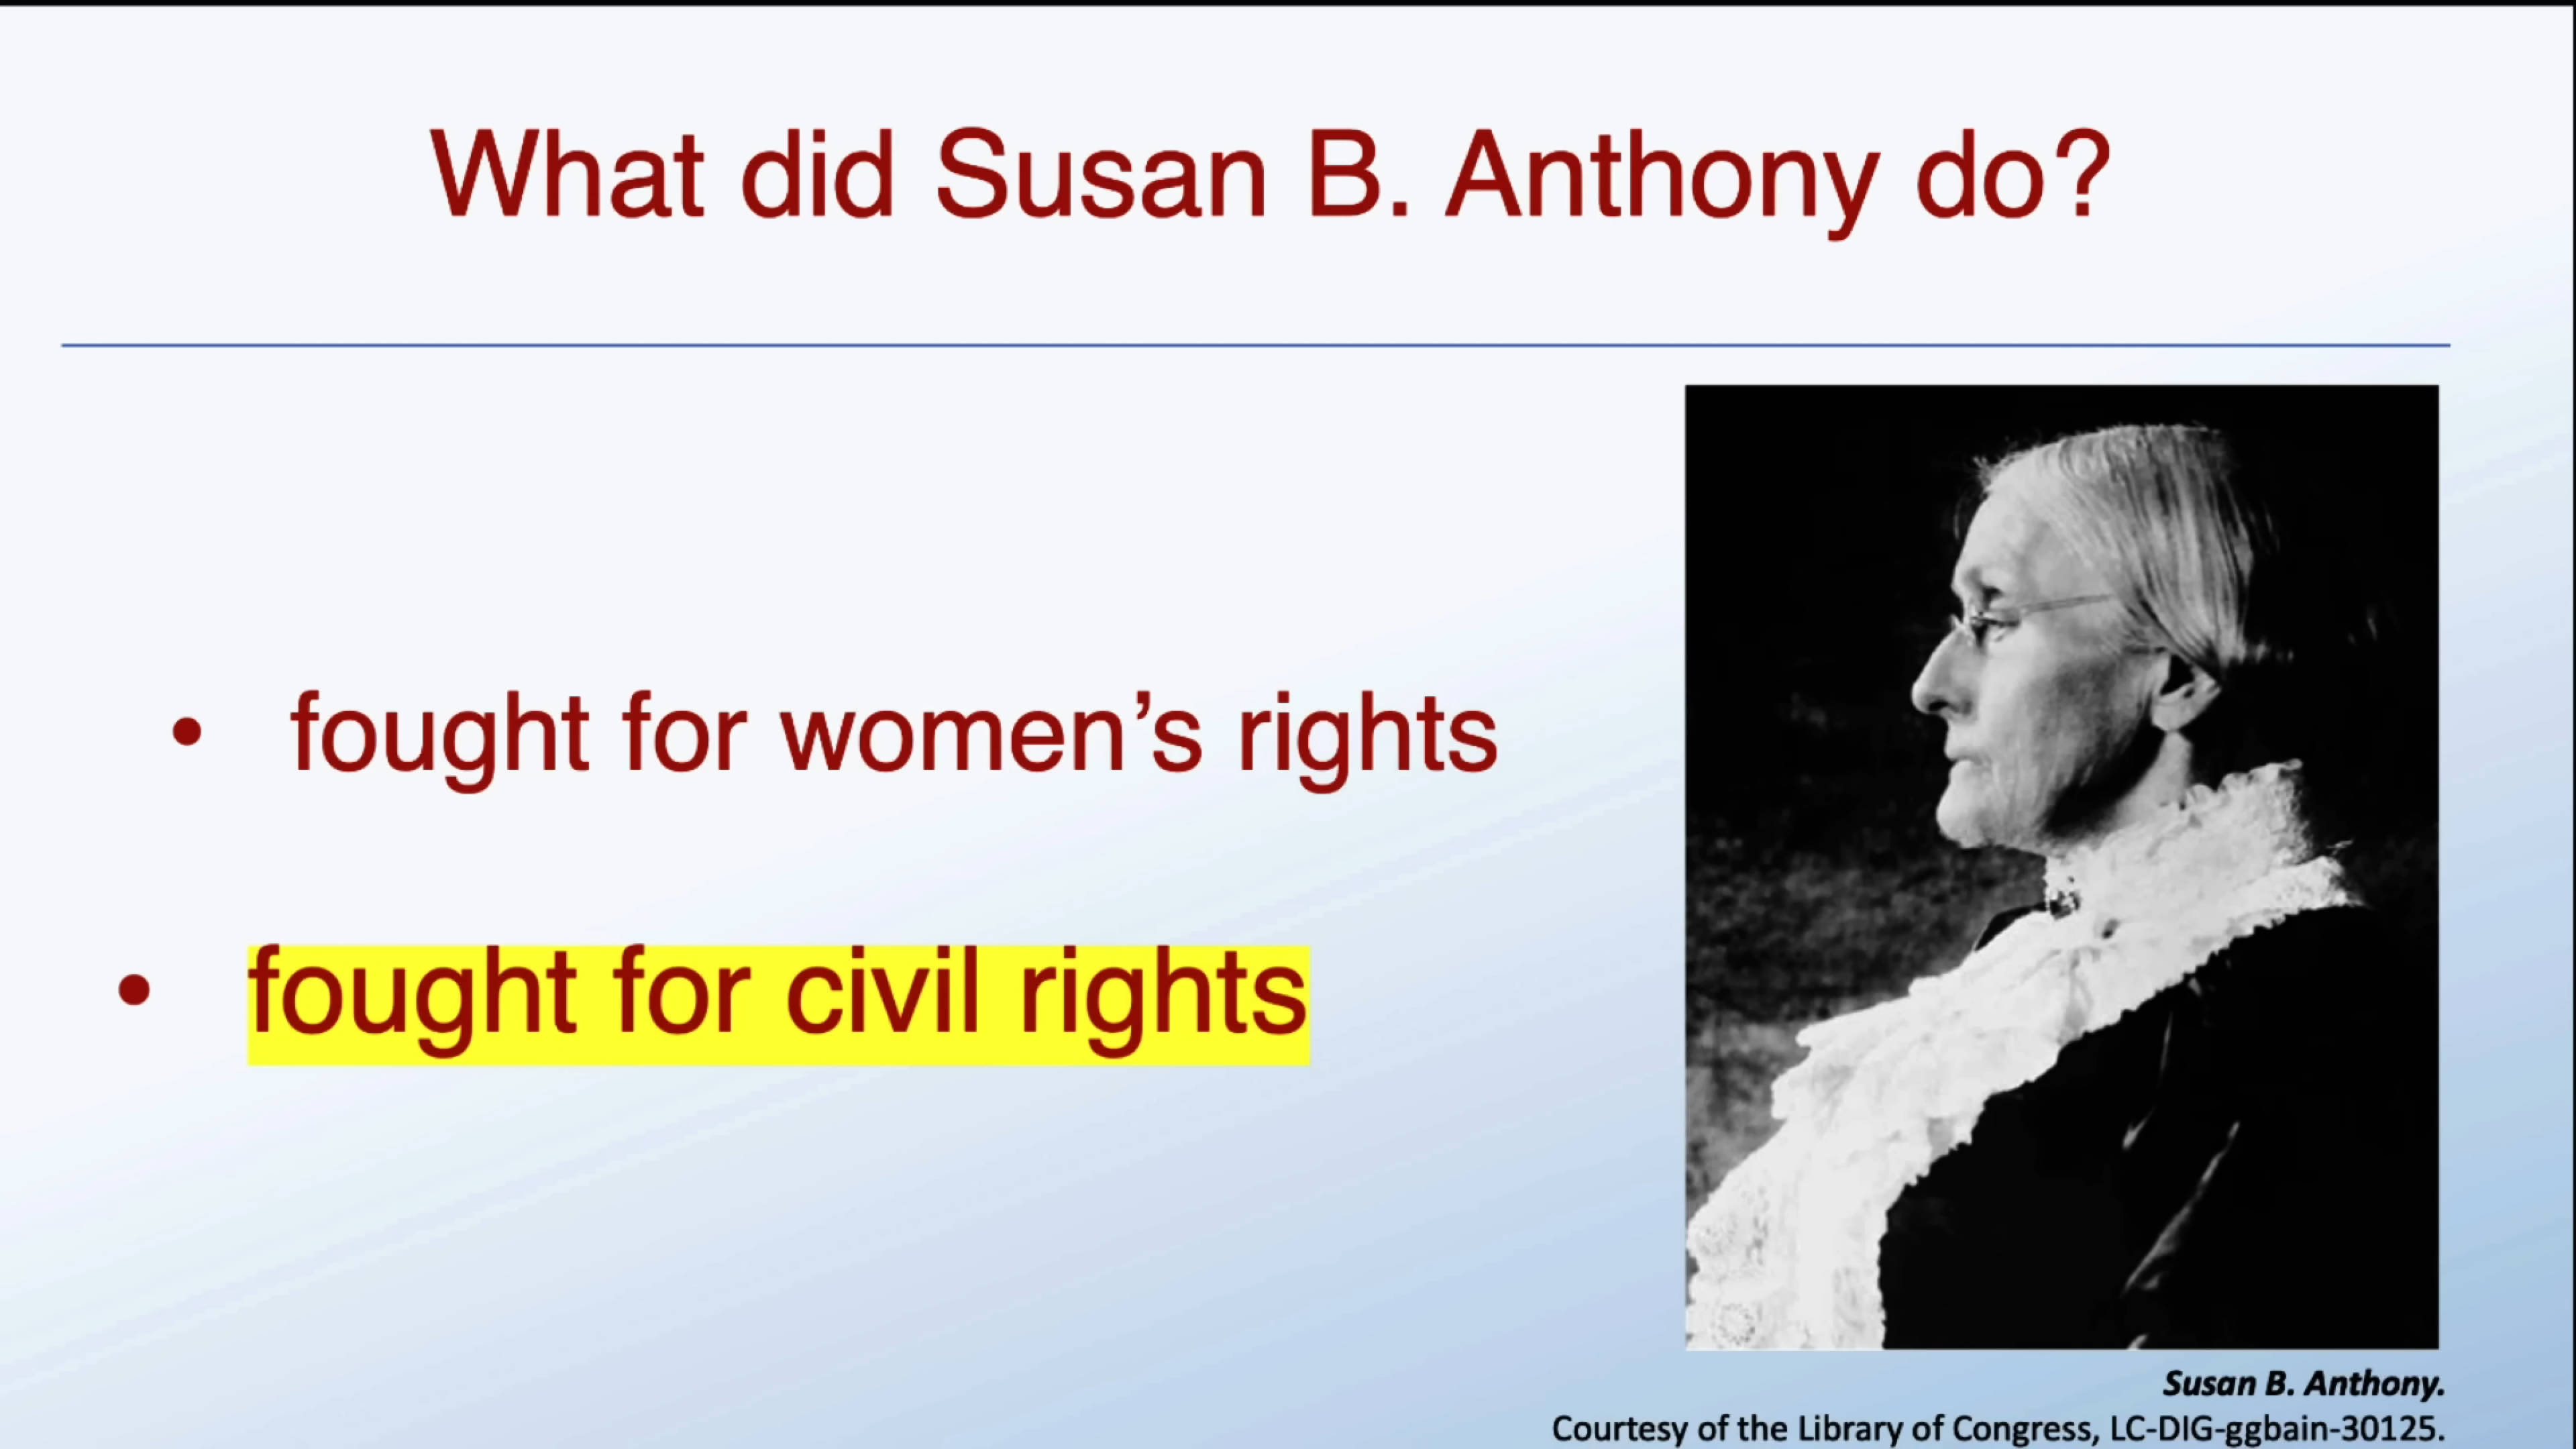 What did Susan B. Anthony do?
• fought for women’s rights
• fought for civil rights
Susan B. Anthony.
Courtesy of the Library of Congress, LC-DIG-ggbain-30125.